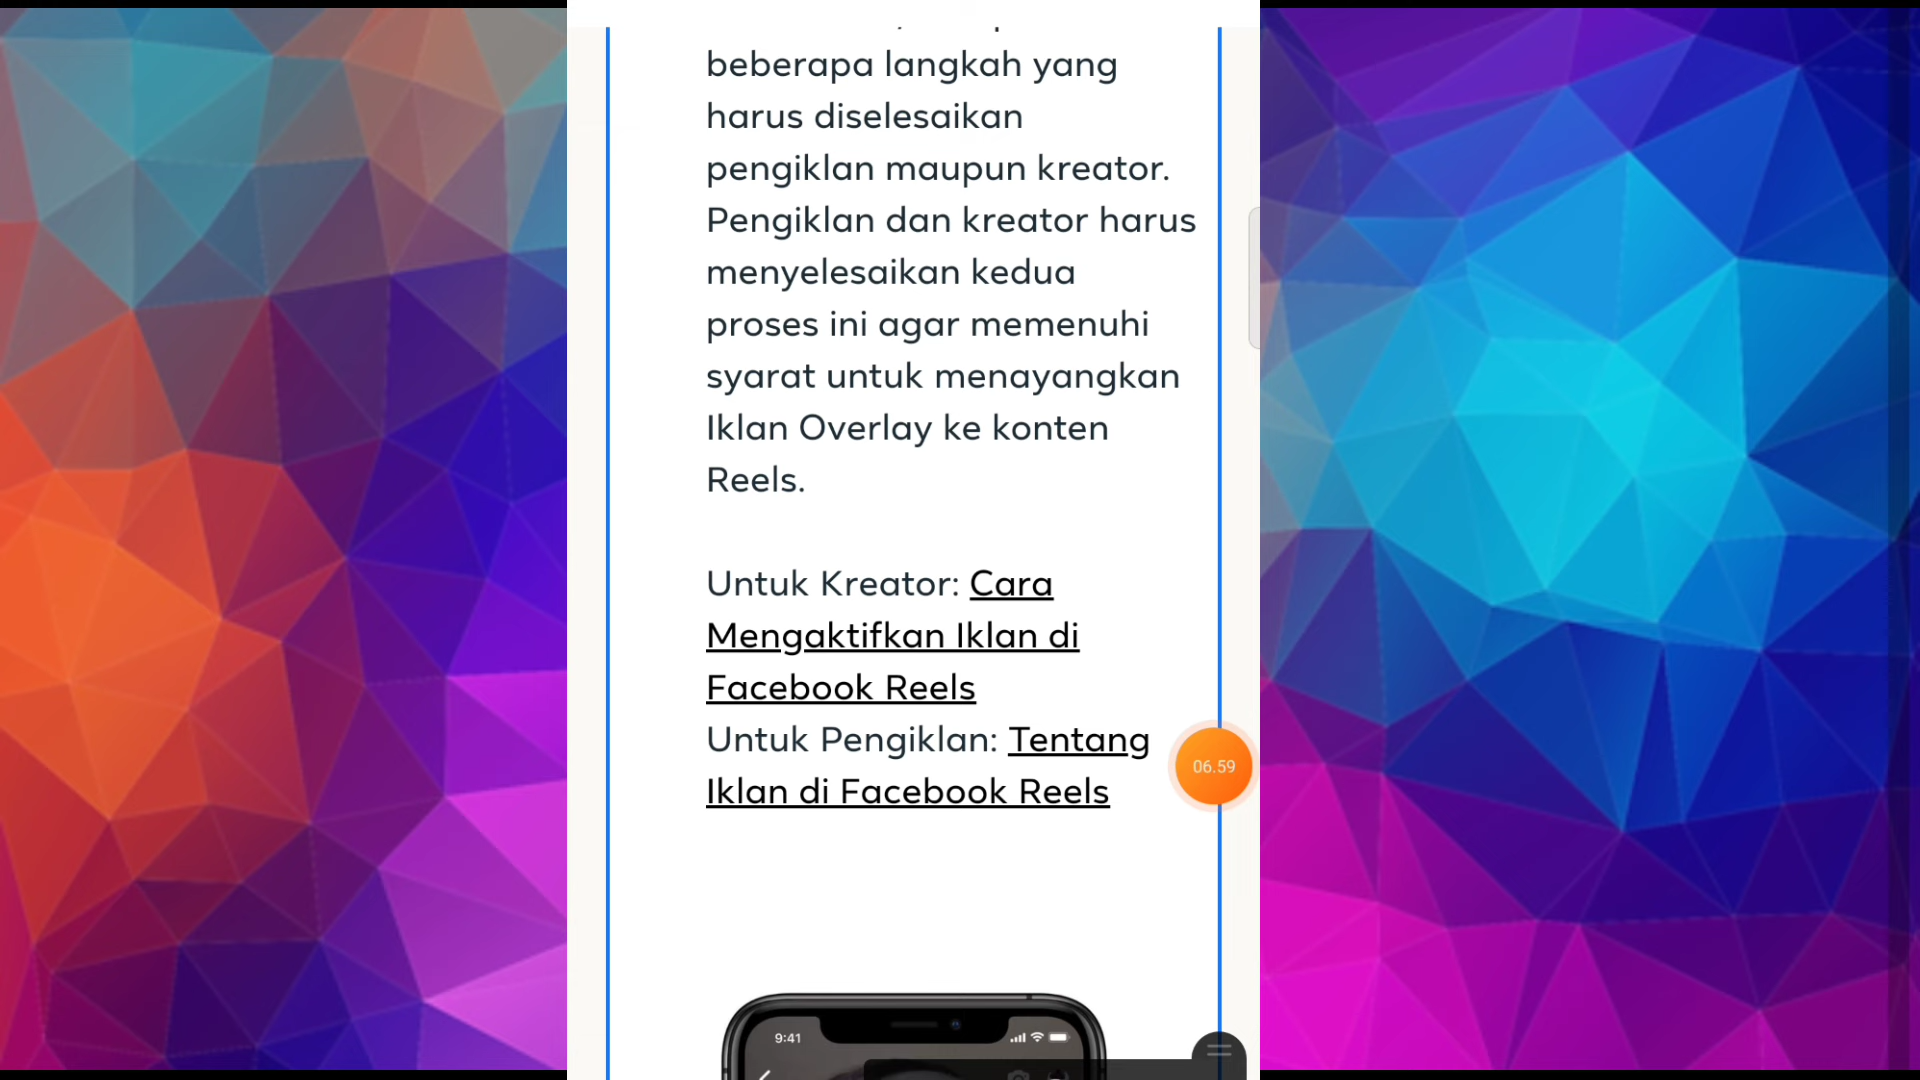 beberapa langkah yang
harus diselesaikan
pengiklan maupun kreator.
Pengiklan dan kreator harus
menyelesaikan kedua
proses ini agar memenuhi
syarat untuk menayangkan
Iklan Overlay ke konten
Reels.
Untuk Kreator: Cara
Mengaktifkan Iklan di
Facebook Reels
Untuk Pengiklan: Tentang
Iklan di Facebook Reels
06.59
9:41